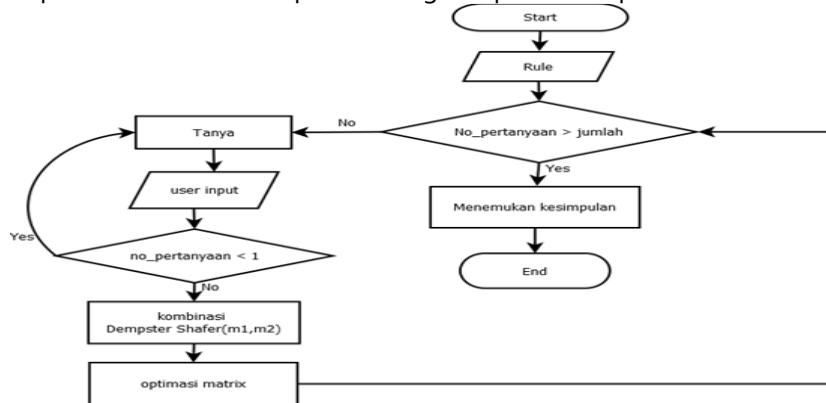 Start
Rule
No_pertanyaan > jumlah
No
Yes
Tanya
user input
Menemukan kesimpulan
Yes
no_pertanyaan < 1
End
No
kombinasi
Dempster Shafer(m1,m2)
optimasi matrix